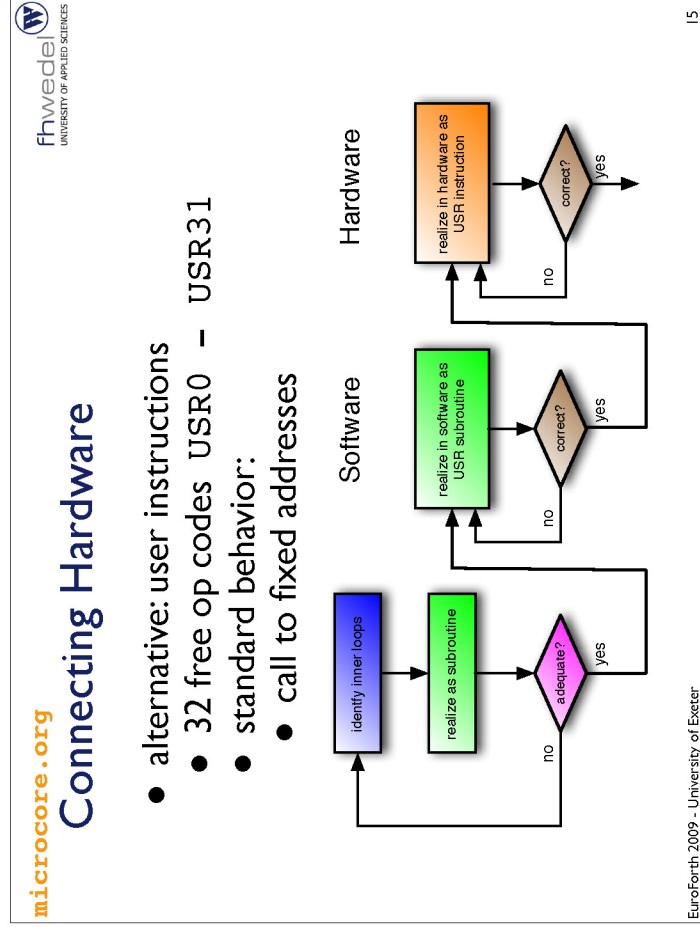 microcore.org
fhwedel
UNIVERSITY OF APPLIED SCIENCES
Connecting Hardware
• alternative: user instructions
• 32 free op codes USR0 – USR31
• standard behavior:
• call to fixed addresses
Software
Hardware
identfy inner loops
realize as subroutine
adequate?
no
yes
realize in software as
USR subroutine
correct?
no
yes
realize in hardware as
USR instruction
correct?
no
yes
EuroForth 2009 - University of Exeter
15